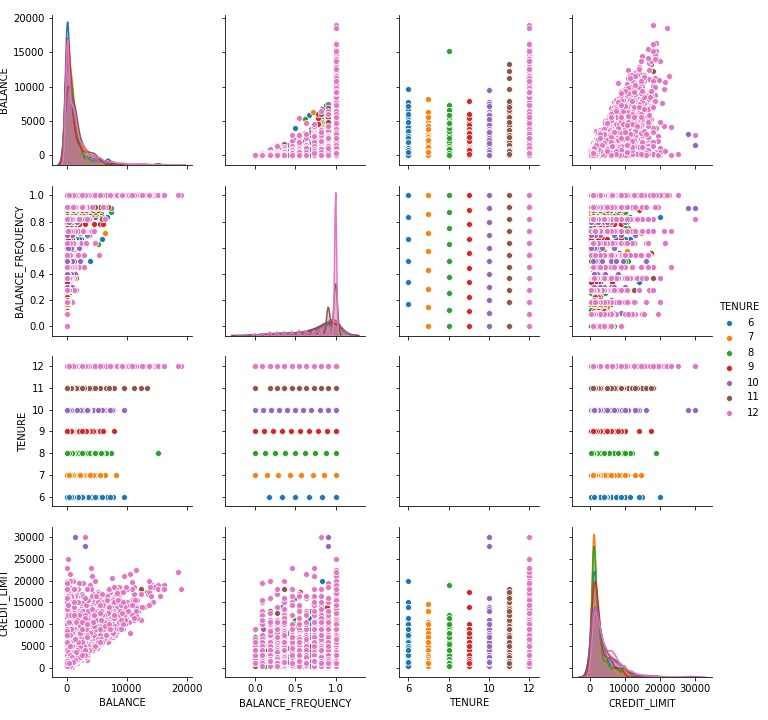 20000
15000
10000
5000
0
BALANCE
1.0
0.8
0.6
0.4
0.2
0.0
BALANCE_FREQUENCY
TENURE
6
7
8
9
10
11
12
12
11
10
9
8
7
6
TENURE
30000
25000
20000
15000
10000
5000
0
CREDIT_LIMIT
0 10000 20000
BALANCE
0.0 0.5 1.0
BALANCE_FREQUENCY
6 8 10 12
TENURE
0 10000 20000 30000
CREDIT_LIMIT